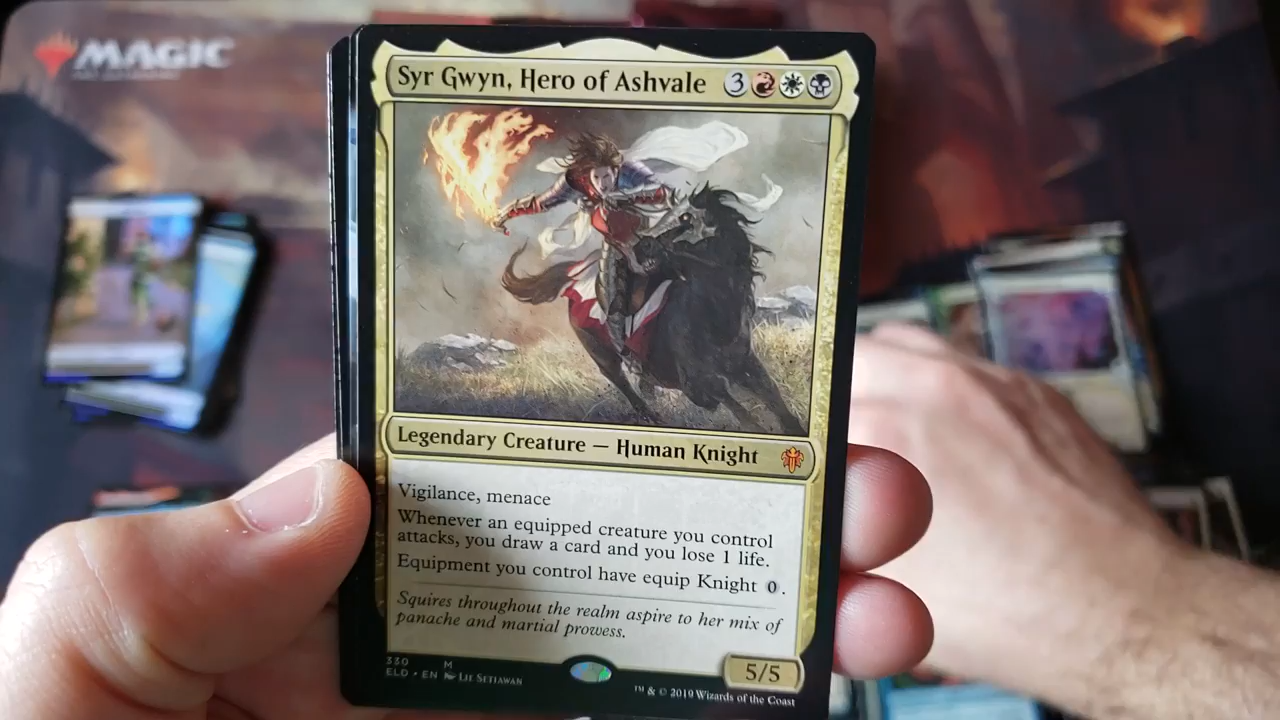 MAGIC
Syr Gwyn, Hero of Ashvale 3
Legendary Creature — Human Knight
Vigilance, menace
Whenever an equipped creature you control
attacks, you draw a card and you lose 1 life.
Equipment you control have equip Knight 0.
Squires throughout the realm aspire to her mix of
panache and martial prowess.
330 M
ELD • EN Lie Setiawan
5/5
™ & © 2019 Wizards of the Coast